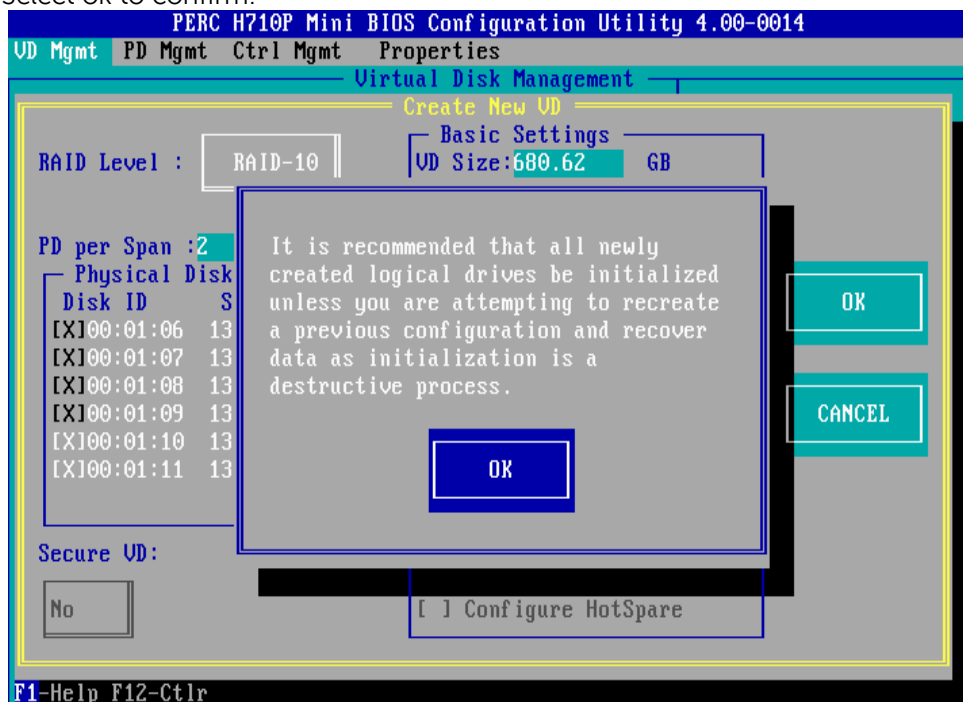 Select ok to confirm.
PERC H710P Mini BIOS Configuration Utility 4.00-0014
VD Mgmt PD Mgmt Ctrl Mgmt Properties
Virtual Disk Management
Create New VD
Basic Settings
RAID Level : RAID-10 VD Size:680.62 GB
PD per Span :2
Physical Disk
Disk ID S
[X]00:01:06 13
[X]00:01:07 13
[X]00:01:08 13
[X]00:01:09 13
[X]00:01:10 13
[X]00:01:11 13
It is recommended that all newly
created logical drives be initialized
unless you are attempting to recreate
a previous configuration and recover
data as initialization is a
destructive process.
OK
OK
CANCEL
Secure VD:
No
[ ] Configure HotSpare
F1-Help F12-Ctlr